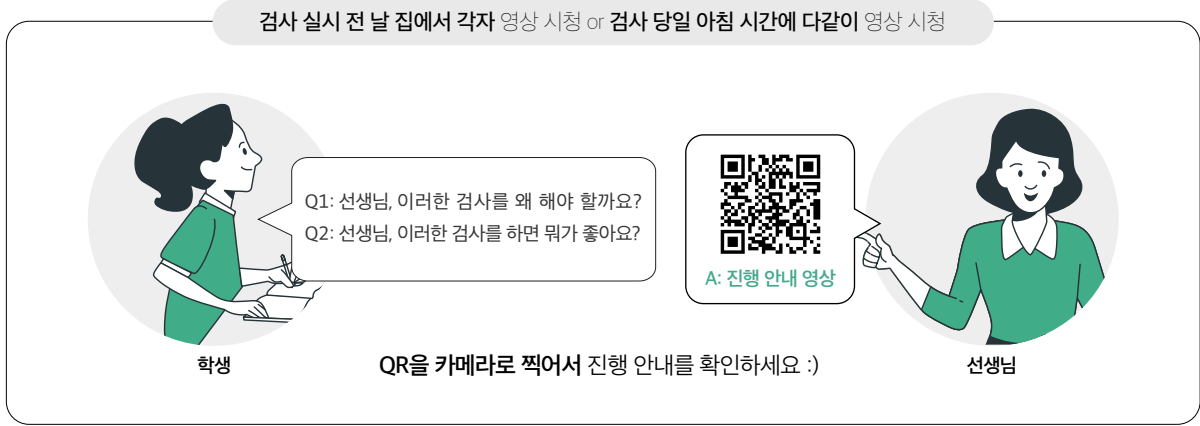 검사 실시 전 날 집에서 각자 영상 시청 or 검사 당일 아침 시간에 다같이 영상 시청
Q1: 선생님, 이러한 검사를 왜 해야 할까요?
Q2: 선생님, 이러한 검사를 하면 뭐가 좋아요?
A: 진행 안내 영상
학생
QR을 카메라로 찍어서 진행 안내를 확인하세요 :)
선생님